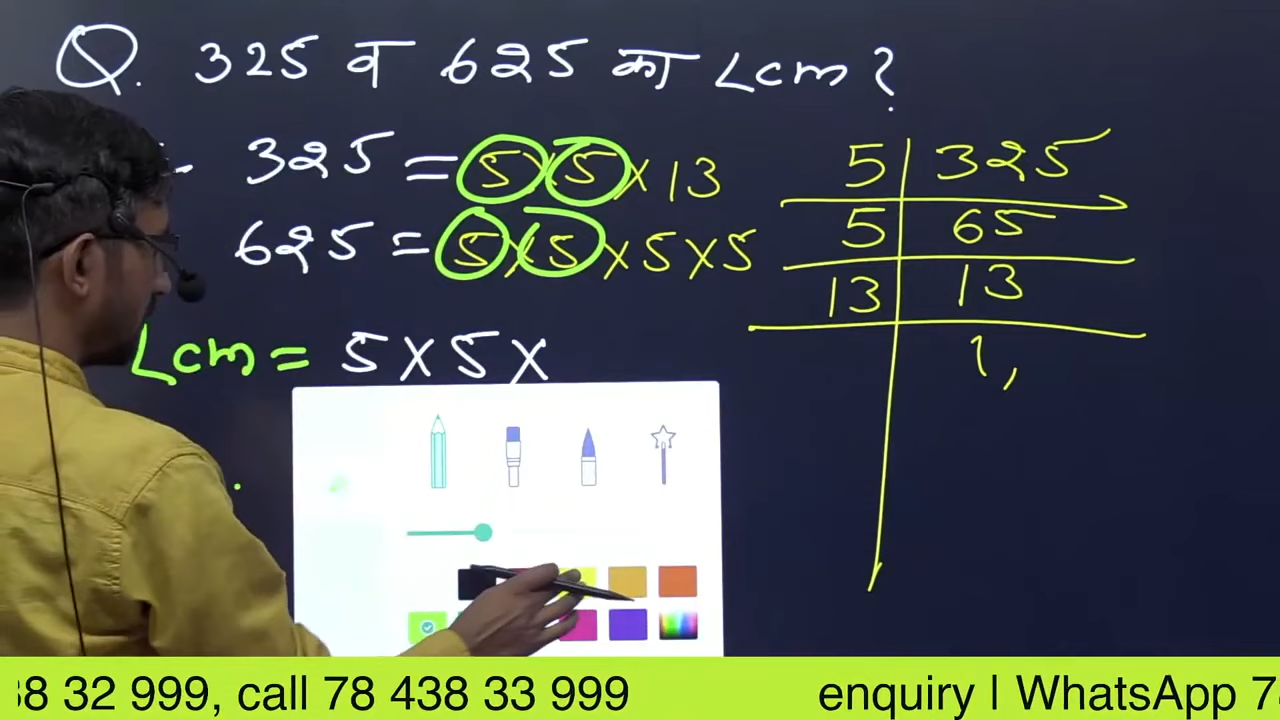 Q. 325 व 625 का Lcm?
325 = 5×5×13
625 = 5×5×5×5
Lcm = 5×5×
5 325
5 65
13 13
1,
38 32 999, call 78 438 33 999
enquiry | WhatsApp 7